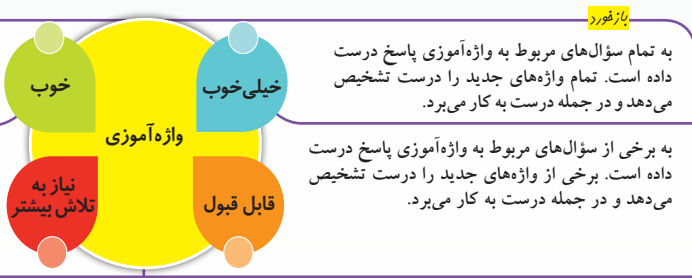 بازخورد
به تمام سؤال‌های مربوط به واژه‌آموزی پاسخ درست
داده است. تمام واژه‌های جدید را درست تشخیص
می‌دهد و در جمله درست به کار می‌برد.
به برخی از سؤال‌های مربوط به واژه‌آموزی پاسخ درست
داده است. برخی از واژه‌های جدید را درست تشخیص
می‌دهد و در جمله درست به کار می‌برد.
خیلی‌خوب
خوب
واژه‌آموزی
قابل قبول
نیاز به
تلاش بیشتر